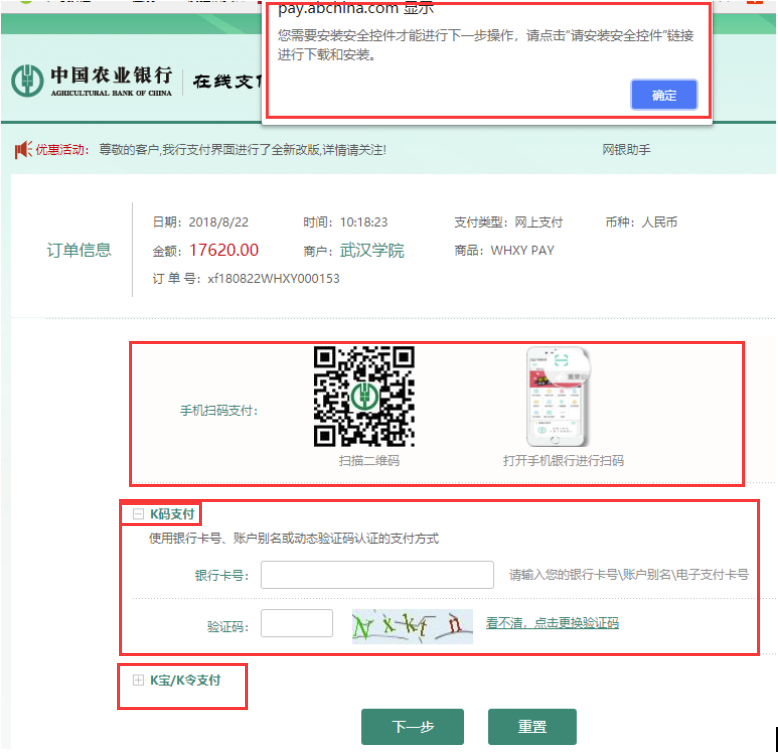 pay.abchina.com 显示
您需要安装安全控件才能进行下一步操作，请点击“请安装安全控件”链接
进行下载和安装。
确定
中国农业银行
AGRICULTURAL BANK OF CHINA
在线支付
优惠活动： 尊敬的客户,我行支付界面进行了全新改版,详情请关注!
网银助手
订单信息
日期：2018/8/22 时间：10:18:23 支付类型：网上支付 币种：人民币
金额：17620.00 商户：武汉学院 商品：WHXY PAY
订 单 号：xf180822WHXY000153
手机扫码支付：
扫描二维码 打开手机银行进行扫码
K码支付
使用银行卡号、账户别名或动态验证码认证的支付方式
银行卡号： 请输入您的银行卡号\账户别名\电子支付卡号
验证码： 看不清，点击更换验证码
K宝/K令支付
下一步 重置